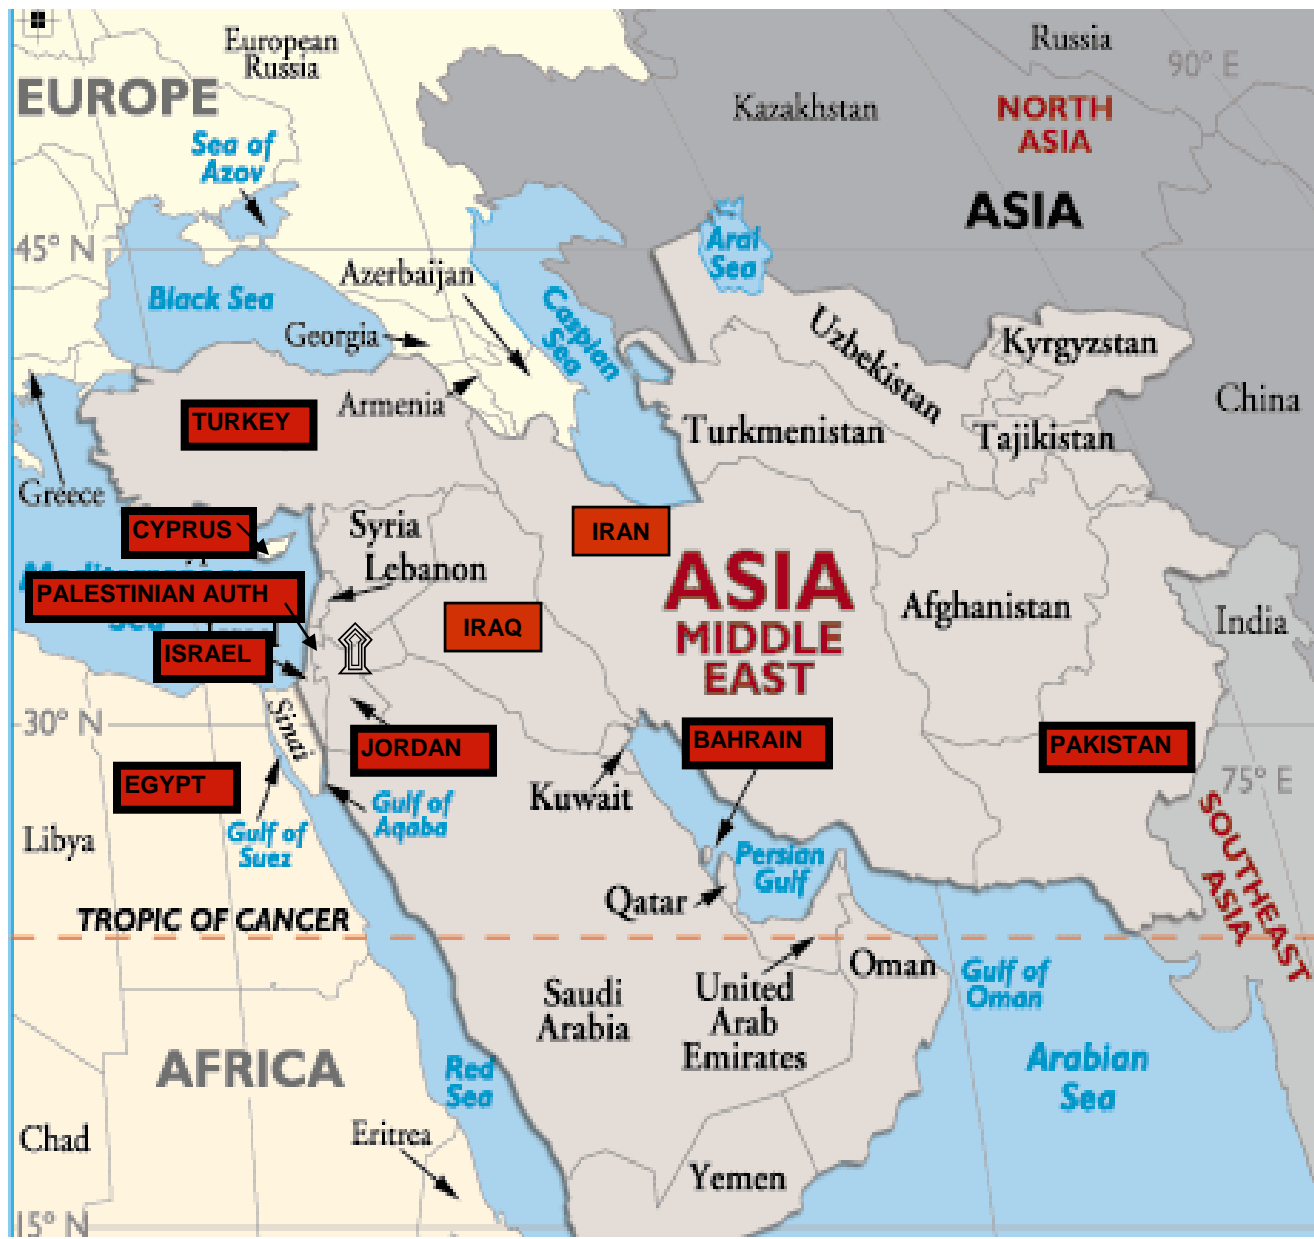 European
Russia
Russia
90° E
EUROPE
Kazakhstan
NORTH
ASIA
Sea of
Azov
ASIA
45° N
Aral
Sea
Azerbaijan
Black Sea
Caspian
Sea
Georgia
Uzbekistan
Kyrgyzstan
Armenia
China
TURKEY
Turkmenistan
Tajikistan
Greece
CYPRUS
Syria
IRAN
Mediterranean
Sea
Lebanon
ASIA
MIDDLE
EAST
PALESTINIAN AUTH
Afghanistan
IRAQ
India
ISRAEL
Sinai
30° N
JORDAN
BAHRAIN
PAKISTAN
EGYPT
Kuwait
75° E
Gulf of
Aqaba
Gulf of
Suez
Libya
Persian
Gulf
SOUTHEAST
ASIA
Qatar
TROPIC OF CANCER
Saudi
Arabia
United
Arab
Emirates
Oman
Gulf of
Oman
AFRICA
Red
Sea
Arabian
Sea
Chad
Eritrea
Yemen
15° N